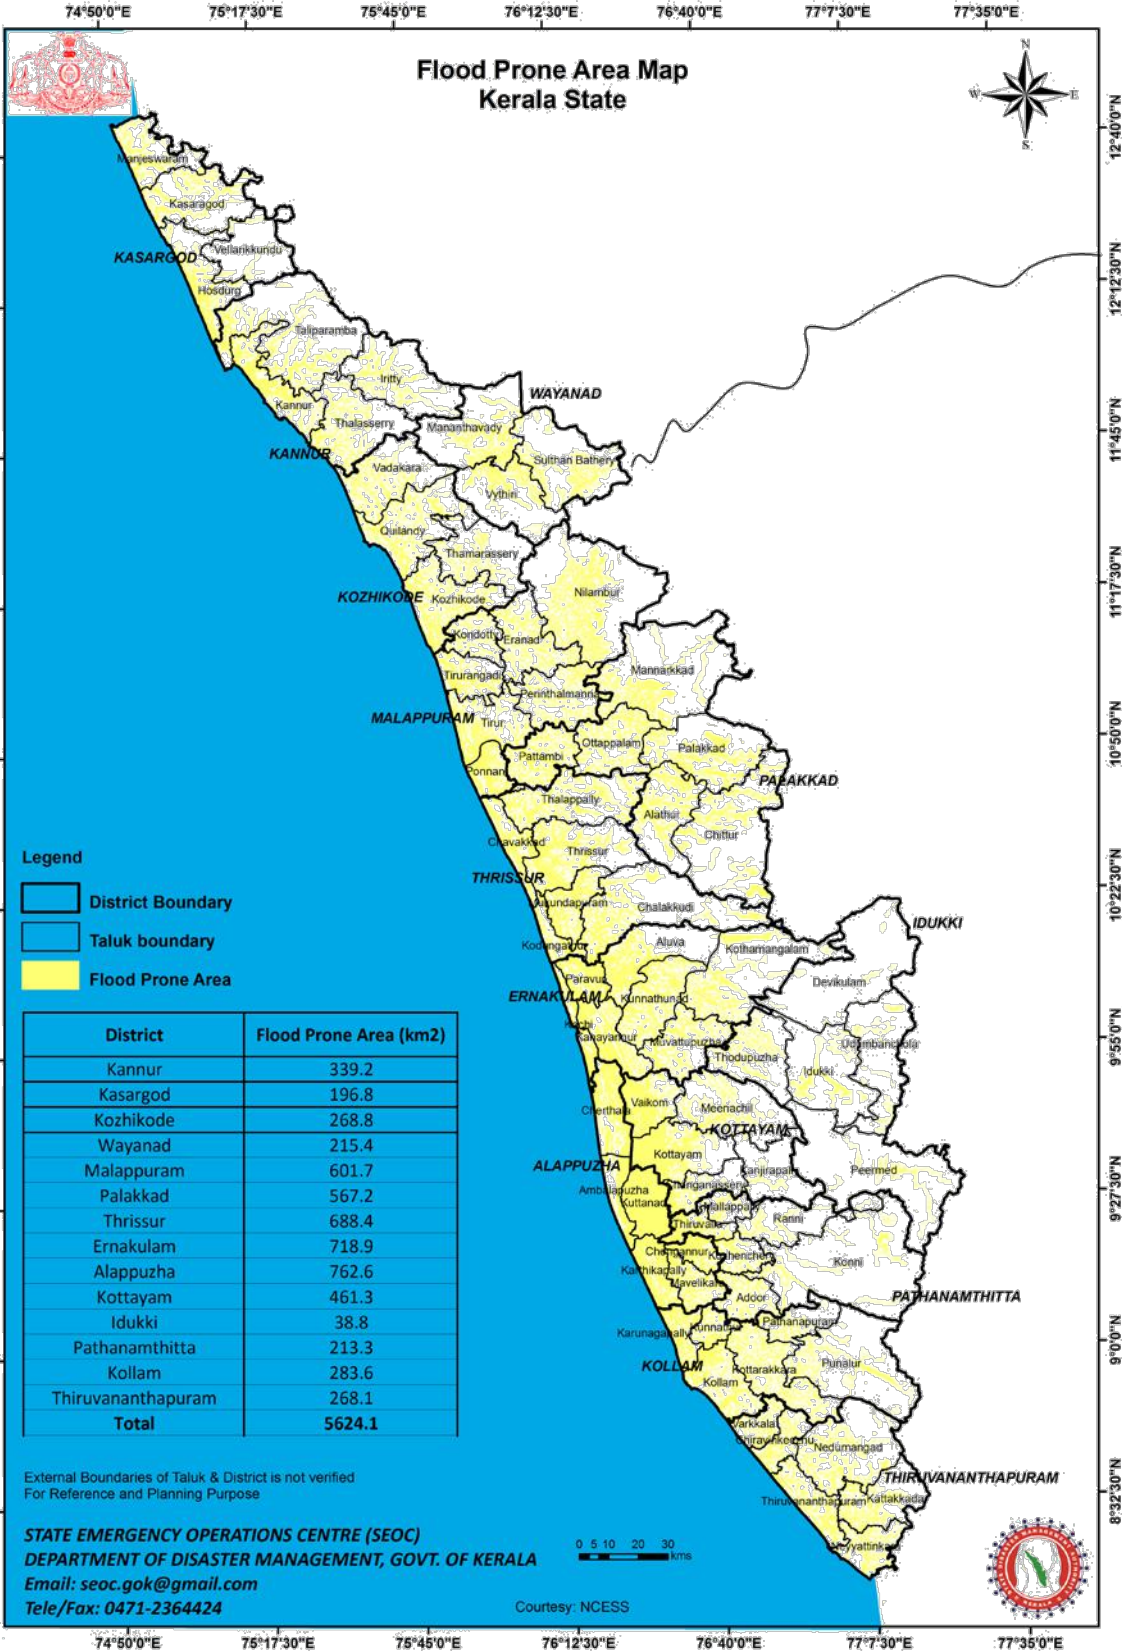 74°50'0"E 75°17'30"E 75°45'0"E 76°12'30"E 76°40'0"E 77°7'30"E 77°35'0"E
Flood Prone Area Map
Kerala State
N
W E
S
12°40'0"N
12°12'30"N
11°45'0"N
11°17'30"N
10°50'0"N
10°22'30"N
9°55'0"N
9°27'30"N
9°0'0"N
8°32'30"N
Manjeswaram
Kasaragod
Vellarikkundu
KASARGOD
Hosdurg
Taliparamba
Iritty
WAYANAD
Kannur
Thalasserry
Mananthavady
KANNUR
Sulthan Bathery
Vadakara
Vythiri
Quilandy
Thamarassery
Nilambur
KOZHIKODE
Kozhikode
Kondotty
Eranad
Mannarkkad
Tirurangadi
Perinthalmanna
MALAPPURAM
Tirur
Ottappalam
Palakkad
Pattambi
Ponnani
PALAKKAD
Thalappally
Alathur
Chittur
Chavakkad
Thrissur
THRISSUR
Mukundapuram
Chalakkudi
IDUKKI
Kodungallur
Aluva
Kothamangalam
Paravur
Devikulam
ERNAKULAM
Kunnathunad
Kochi
Kanayannur
Muvattupuzha
Udumbanchola
Thodupuzha
Idukki
Cherthala
Vaikom
Meenachil
KOTTAYAM
Kottayam
ALAPPUZHA
Kanjirapally
Peermed
Changanassery
Ambalapuzha
Kuttanad
Mallappally
Thiruvalla
Ranni
Chengannur
Kozhenchery
Konni
Karthikapally
Mavelikara
Adoor
PATHANAMTHITTA
Karunagapally
Kunnathur
Pathanapuram
KOLLAM
Kottarakkara
Punalur
Kollam
Varkkala
Chirayinkeezhu
Nedumangad
THIRUVANANTHAPURAM
Thiruvananthapuram
Kattakkada
Neyyattinkara
Legend
District Boundary
Taluk boundary
Flood Prone Area
District Flood Prone Area (km2)
Kannur 339.2
Kasargod 196.8
Kozhikode 268.8
Wayanad 215.4
Malappuram 601.7
Palakkad 567.2
Thrissur 688.4
Ernakulam 718.9
Alappuzha 762.6
Kottayam 461.3
Idukki 38.8
Pathanamthitta 213.3
Kollam 283.6
Thiruvananthapuram 268.1
Total 5624.1
External Boundaries of Taluk & District is not verified
For Reference and Planning Purpose
STATE EMERGENCY OPERATIONS CENTRE (SEOC)
DEPARTMENT OF DISASTER MANAGEMENT, GOVT. OF KERALA
Email: seoc.gok@gmail.com
Tele/Fax: 0471-2364424
0 5 10 20 30
kms
Courtesy: NCESS
74°50'0"E 75°17'30"E 75°45'0"E 76°12'30"E 76°40'0"E 77°7'30"E 77°35'0"E